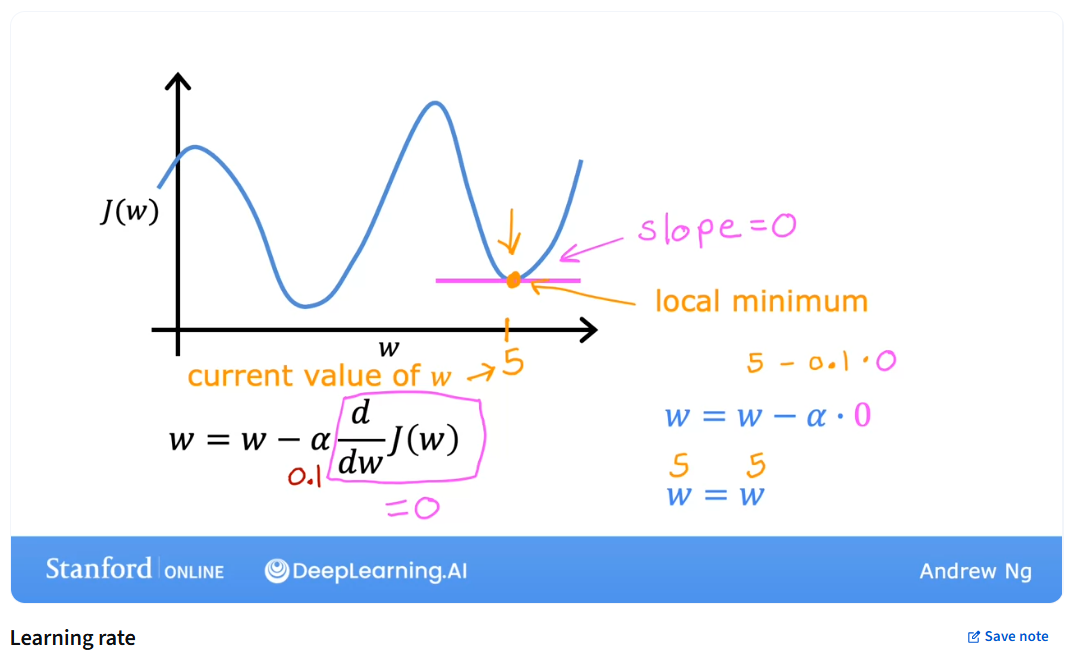 J(w)
slope=0
local minimum
w
current value of w → 5
5 - 0.1 · 0
w = w − α d/dw J(w)
0.1
=0
w = w − α · 0
5 5
w = w
Stanford | ONLINE
DeepLearning.AI
Andrew Ng
Learning rate
Save note